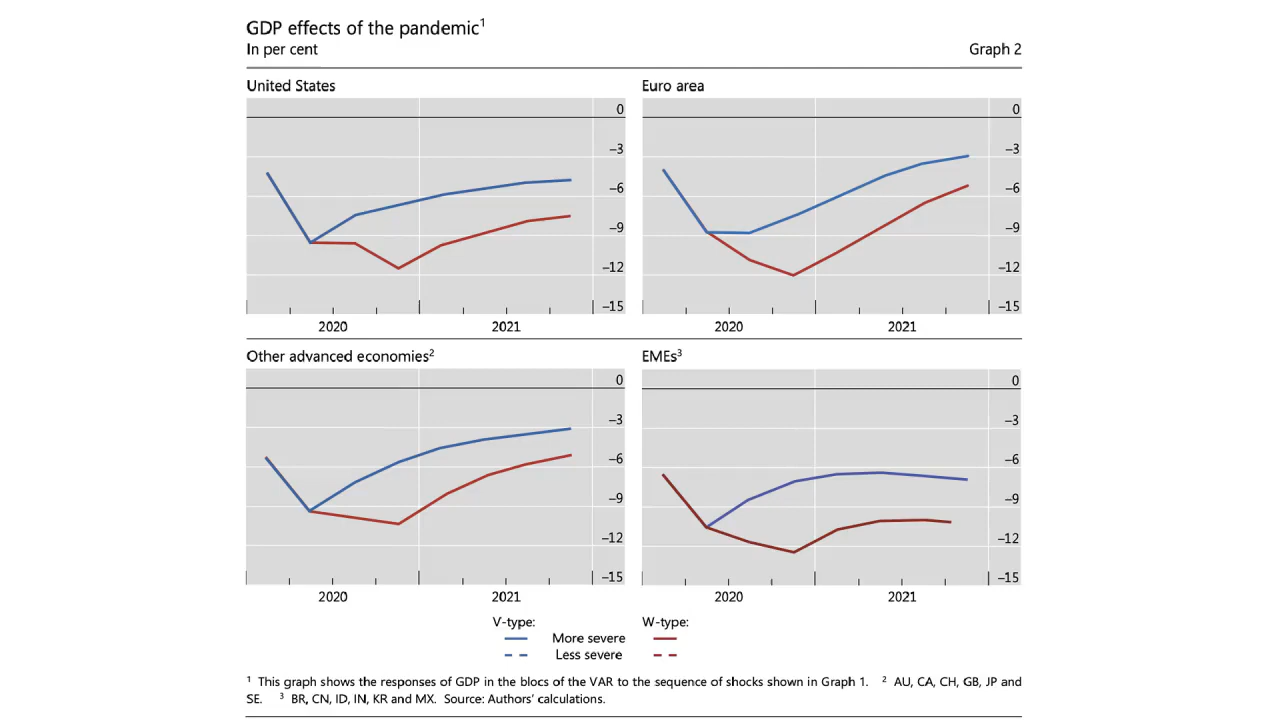 GDP effects of the pandemic¹
In per cent
Graph 2
United States
Euro area
0
–3
–6
–9
–12
–15
2020
2021
0
–3
–6
–9
–12
–15
2020
2021
Other advanced economies²
EMEs³
0
–3
–6
–9
–12
–15
2020
2021
0
–3
–6
–9
–12
–15
2020
2021
V-type:
W-type:
More severe
Less severe
¹ This graph shows the responses of GDP in the blocs of the VAR to the sequence of shocks shown in Graph 1. ² AU, CA, CH, GB, JP and
SE. ³ BR, CN, ID, IN, KR and MX. Source: Authors' calculations.